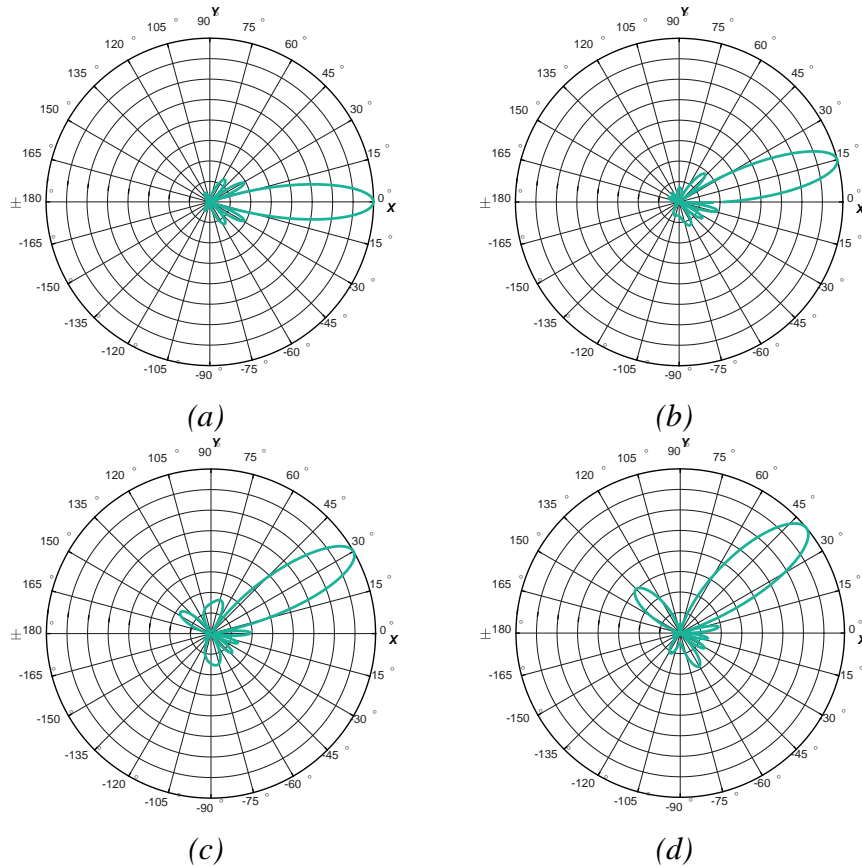 Y
105 ° 90 ° 75 °
120 ° 60 °
135 ° 45 °
150 ° 30 °
165 ° 15 °
± 180 ° 0 ° X
-165 ° 15 °
-150 ° 30 °
-135 ° -45 °
-120 ° -60 °
-105 ° -90 ° -75 °
(a)
Y
105 ° 90 ° 75 °
120 ° 60 °
135 ° 45 °
150 ° 30 °
165 ° 15 °
± 180 ° 0 ° X
-165 ° 15 °
-150 ° 30 °
-135 ° -45 °
-120 ° -60 °
-105 ° -90 ° -75 °
(b)
Y
105 ° 90 ° 75 °
120 ° 60 °
135 ° 45 °
150 ° 30 °
165 ° 15 °
± 180 ° 0 ° X
-165 ° 15 °
-150 ° 30 °
-135 ° -45 °
-120 ° -60 °
-105 ° -90 ° -75 °
(c)
Y
105 ° 90 ° 75 °
120 ° 60 °
135 ° 45 °
150 ° 30 °
165 ° 15 °
± 180 ° 0 ° X
-165 ° 15 °
-150 ° 30 °
-135 ° -45 °
-120 ° -60 °
-105 ° -90 ° -75 °
(d)